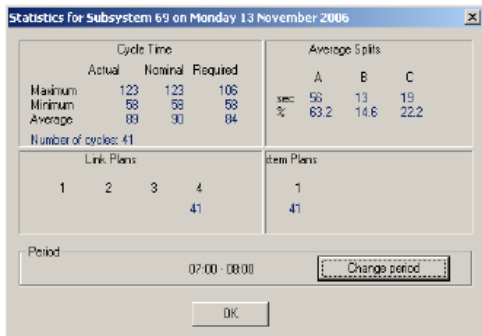 Statistics for Subsystem 69 on Monday 13 November 2006
Cycle Time
Actual Nominal Required
Maximum 123 123 106
Minimum 58 58 58
Average 89 90 84
Number of cycles: 41
Average Splits
A B C
sec 56 13 19
% 63.2 14.6 22.2
Link Plans
1 2 3 4
41
stem Plans
1
41
Period
07:00 - 08:00
Change period
OK